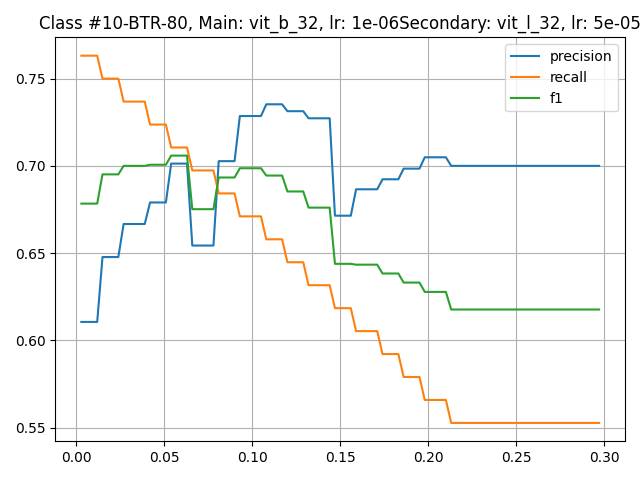 Class #10-BTR-80, Main: vit_b_32, lr: 1e-06Secondary: vit_l_32, lr: 5e-05
precision
recall
f1
0.75
0.70
0.65
0.60
0.55
0.00 0.05 0.10 0.15 0.20 0.25 0.30